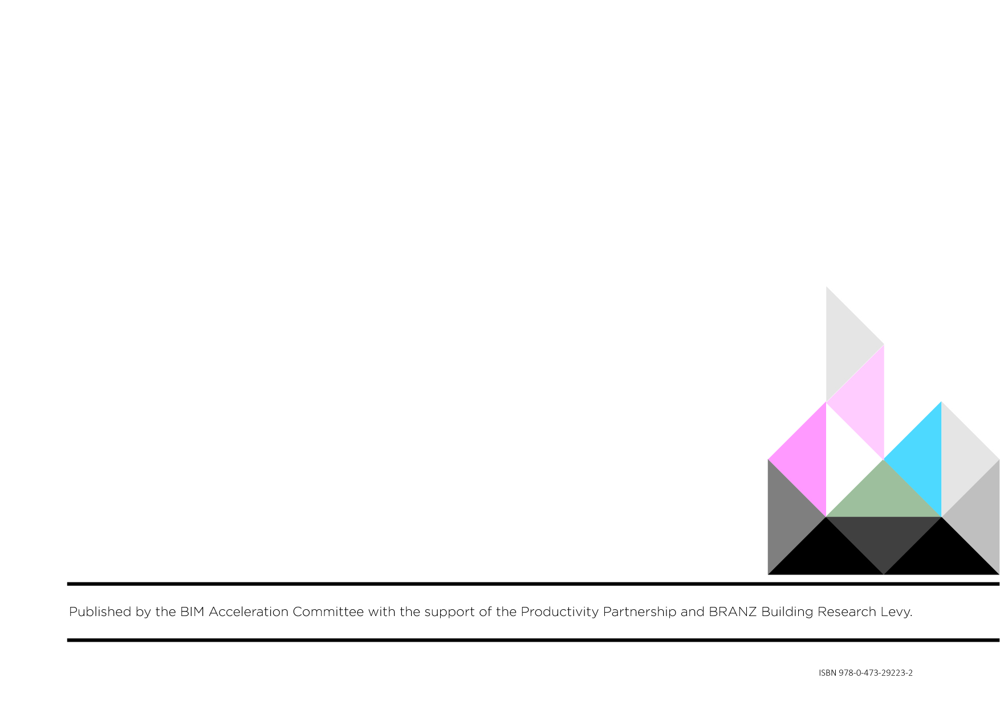 Published by the BIM Acceleration Committee with the support of the Productivity Partnership and BRANZ Building Research Levy.
ISBN 978-0-473-29223-2